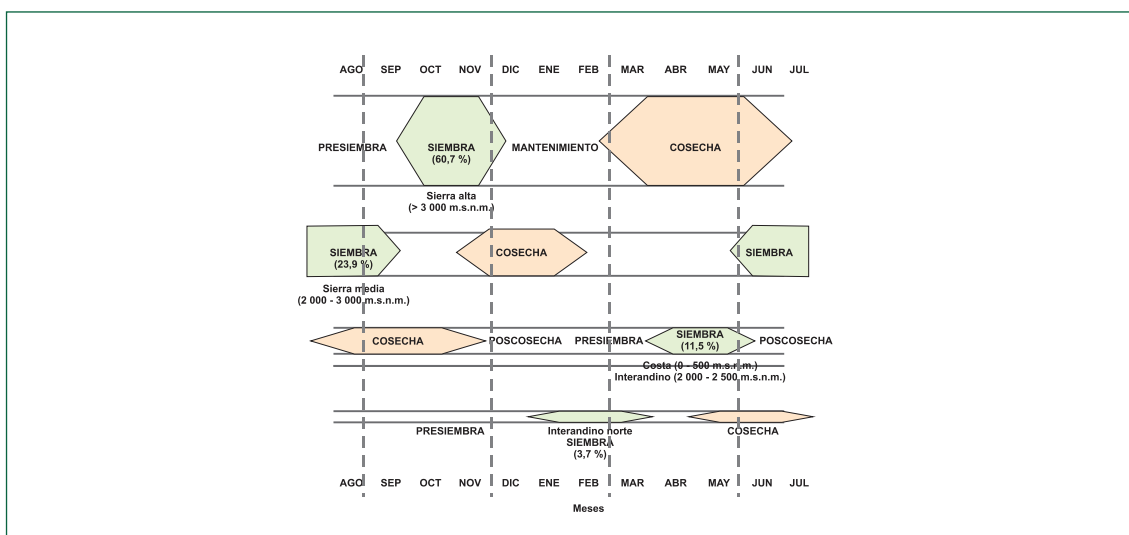 AGO SEP OCT NOV DIC ENE FEB MAR ABR MAY JUN JUL
PRESIEMBRA SIEMBRA MANTENIMIENTO COSECHA
(60,7 %)
Sierra alta
(> 3 000 m.s.n.m.)
SIEMBRA COSECHA SIEMBRA
(23,9 %)
Sierra media
(2 000 - 3 000 m.s.n.m.)
COSECHA POSCOSECHA PRESIEMBRA SIEMBRA POSCOSECHA
(11,5 %)
Costa (0 - 500 m.s.n.m.)
Interandino (2 000 - 2 500 m.s.n.m.)
PRESIEMBRA Interandino norte COSECHA
SIEMBRA
(3,7 %)
AGO SEP OCT NOV DIC ENE FEB MAR ABR MAY JUN JUL
Meses